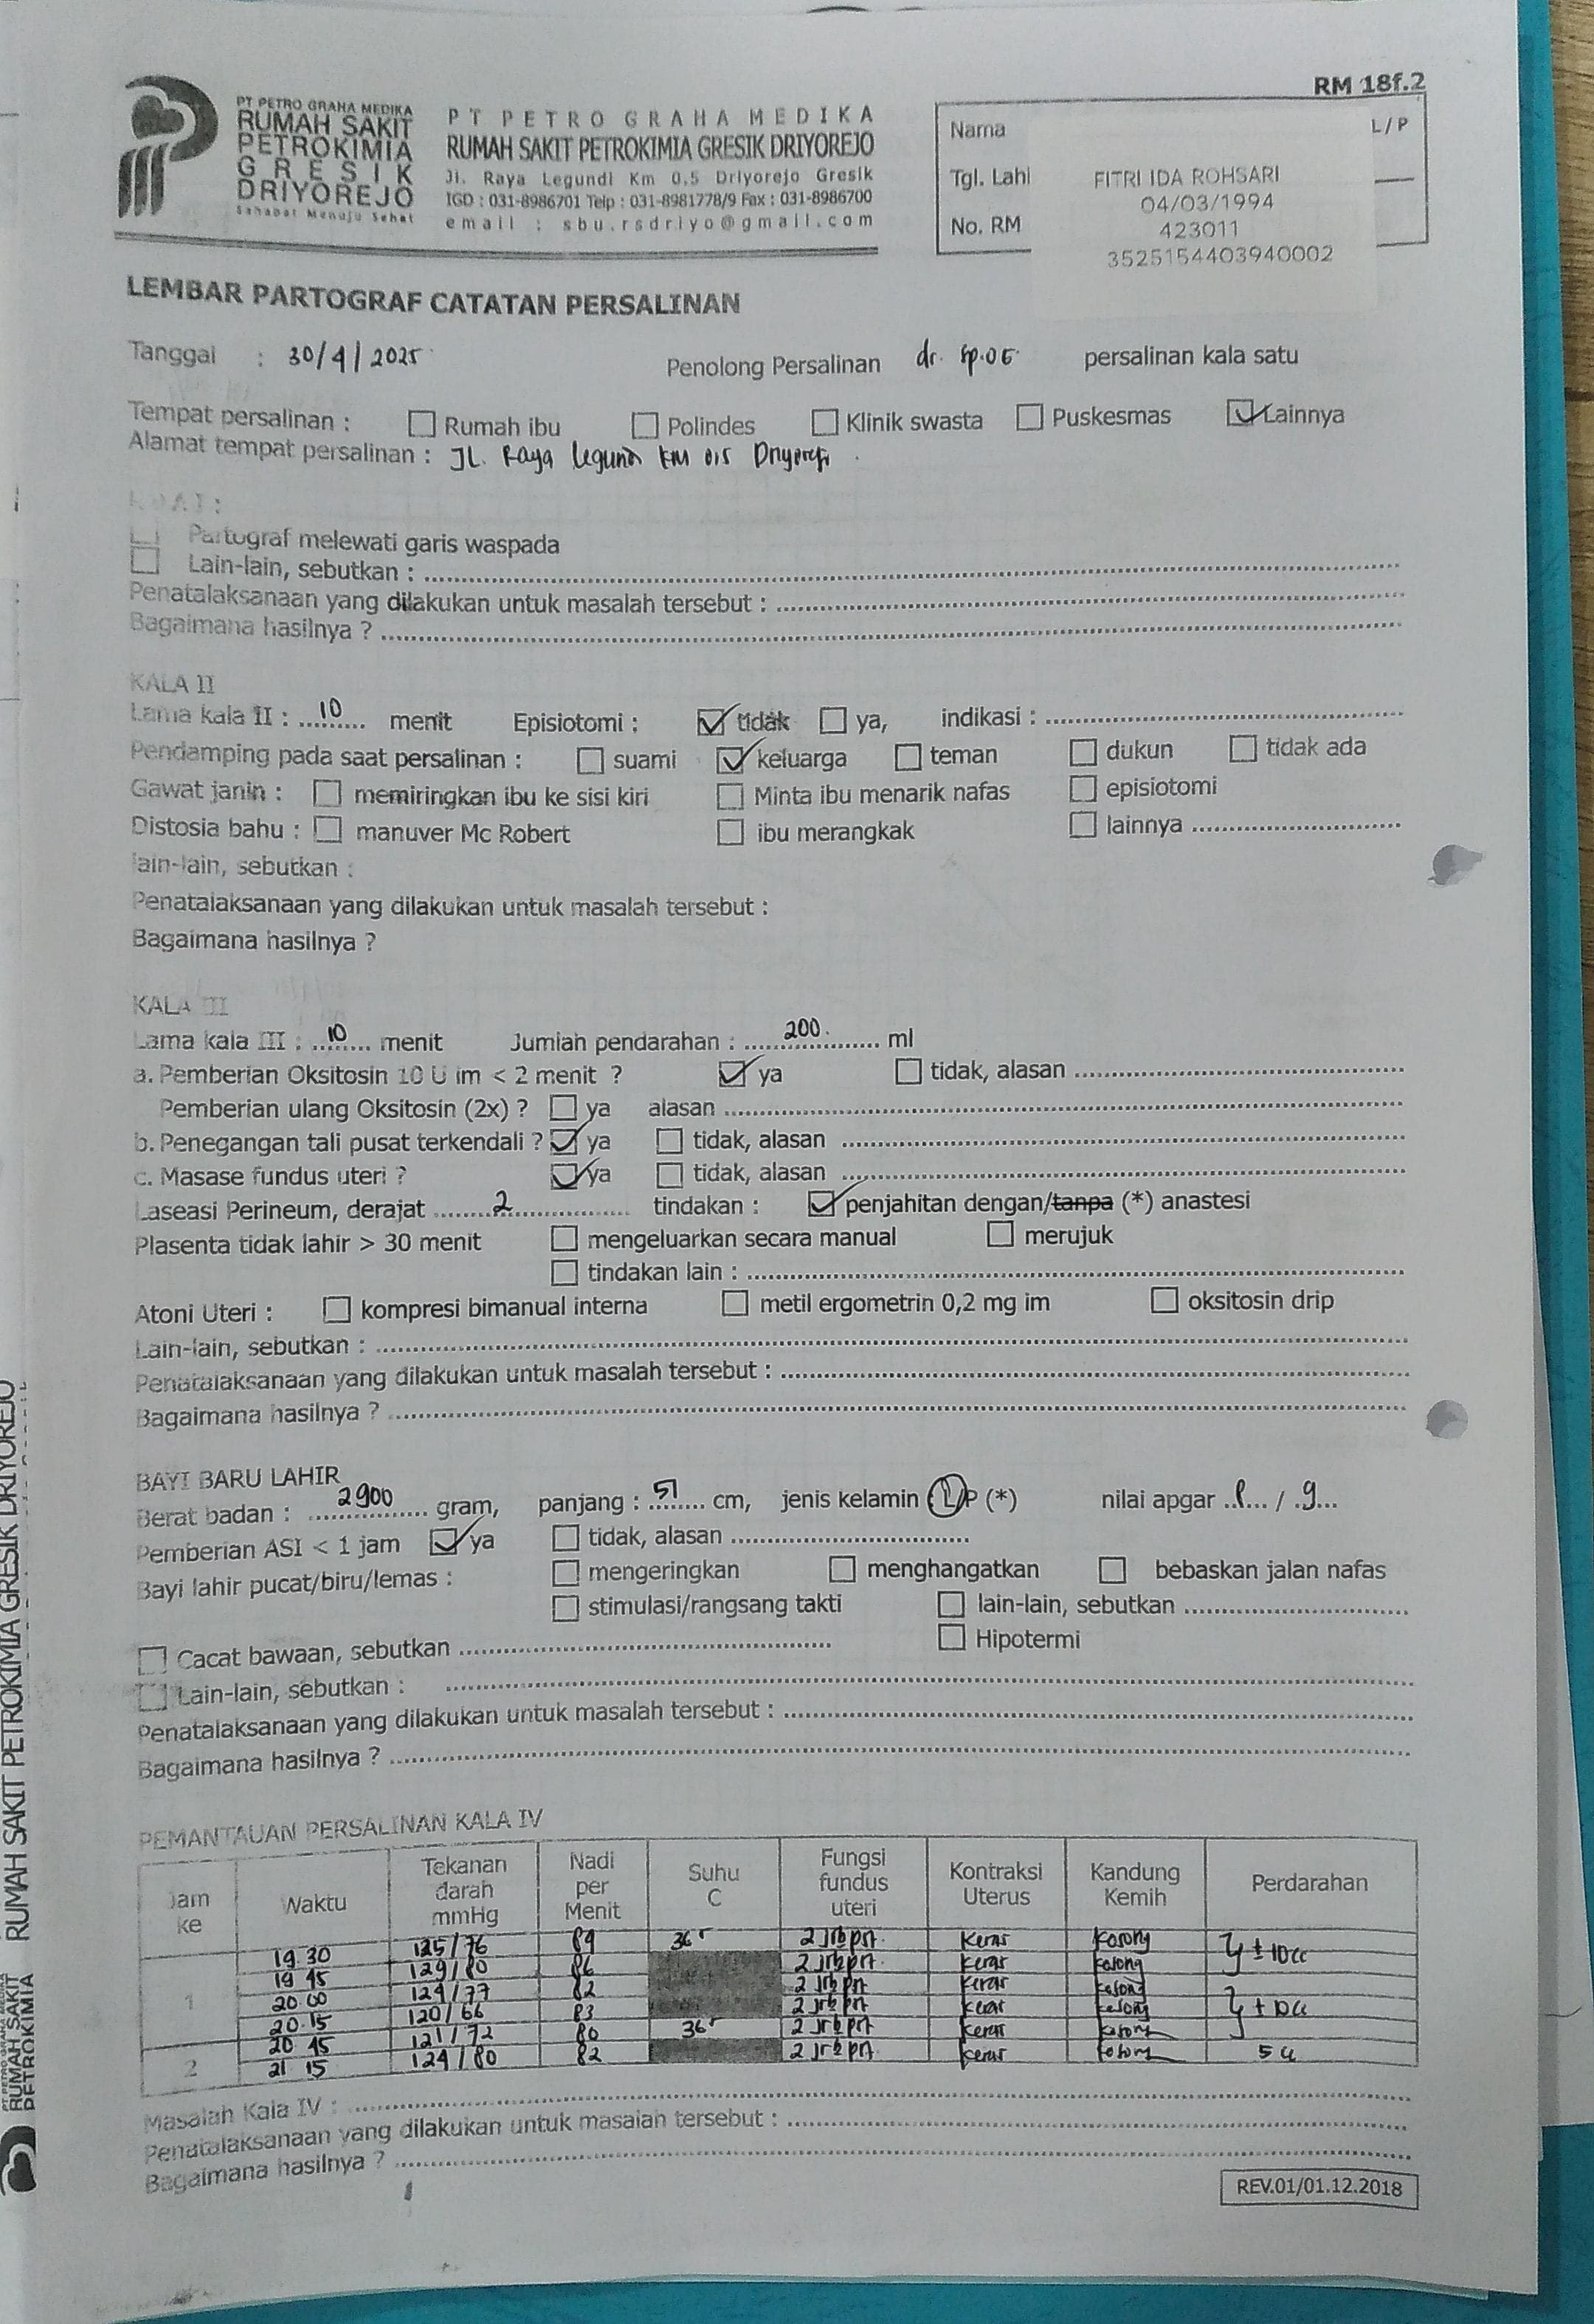 RM 18f.2
PT PETRO GRAHA MEDIKA
RUMAH SAKIT
PETROKIMIA
GRESIK
DRIYOREJO
Sahabat Menuju Sehat
PT PETRO GRAHA MEDIKA
RUMAH SAKIT PETROKIMIA GRESIK DRIYOREJO
Jl. Raya Legundi Km 0,5 Driyorejo Gresik
IGD : 031-8986701 Telp : 031-8981778/9 Fax : 031-8986700
email : sbu.rsdriyo@gmail.com
Nama L/P
Tgl. Lahi FITRI IDA ROHSARI
04/03/1994
No. RM 423011
3525154403940002
LEMBAR PARTOGRAF CATATAN PERSALINAN
Tanggal : 30/4/2025 Penolong Persalinan dr. Sp.OG persalinan kala satu
Tempat persalinan : Rumah ibu Polindes Klinik swasta Puskesmas Lainnya
Alamat tempat persalinan : JL. Raya Legundi KM 0,5 Driyorejo
Partograf melewati garis waspada
Lain-lain, sebutkan :
Penatalaksanaan yang dilakukan untuk masalah tersebut :
Bagaimana hasilnya ?
KALA II
Lama kala II : 10 menit Episiotomi : tidak ya, indikasi :
Pendamping pada saat persalinan : suami keluarga teman dukun tidak ada
Gawat janin : memiringkan ibu ke sisi kiri Minta ibu menarik nafas episiotomi
Distosia bahu : manuver Mc Robert ibu merangkak lainnya
lain-lain, sebutkan :
Penatalaksanaan yang dilakukan untuk masalah tersebut :
Bagaimana hasilnya ?
KALA III
Lama kala III : 10 menit Jumlah pendarahan : 200 ml
a. Pemberian Oksitosin 10 U im < 2 menit ? ya tidak, alasan
Pemberian ulang Oksitosin (2x) ? ya alasan
b. Penegangan tali pusat terkendali ? ya tidak, alasan
c. Masase fundus uteri ? ya tidak, alasan
Laseasi Perineum, derajat 2 tindakan : penjahitan dengan/tanpa (*) anastesi
Plasenta tidak lahir > 30 menit mengeluarkan secara manual merujuk
tindakan lain :
Atoni Uteri : kompresi bimanual interna metil ergometrin 0,2 mg im oksitosin drip
Lain-lain, sebutkan :
Penatalaksanaan yang dilakukan untuk masalah tersebut :
Bagaimana hasilnya ?
BAYI BARU LAHIR
Berat badan : 2900 gram, panjang : 51 cm, jenis kelamin (L/P (*) nilai apgar / 9
Pemberian ASI < 1 jam ya tidak, alasan
Bayi lahir pucat/biru/lemas : mengeringkan menghangatkan bebaskan jalan nafas
stimulasi/rangsang takti lain-lain, sebutkan
Cacat bawaan, sebutkan Hipotermi
Lain-lain, sebutkan :
Penatalaksanaan yang dilakukan untuk masalah tersebut :
Bagaimana hasilnya ?
PEMANTAUAN PERSALINAN KALA IV
Jam ke Waktu Tekanan darah mmHg Nadi per Menit Suhu C Fungsi fundus uteri Kontraksi Uterus Kandung Kemih Perdarahan
1 19.30 125/76 89 36 2 jrb pst keras kosong ± 10 cc
19 45 129/80 86 2 jrb pst keras kosong
20 00 124/77 82 2 jrb pst keras kosong
20.15 120/66 83 2 jrb pst keras kosong
20 45 121/72 80 36 2 jrb pst keras kosong
2 21 15 124/80 82 2 jrb pst keras kosong
Masalah Kala IV :
Penatalaksanaan yang dilakukan untuk masalah tersebut :
Bagaimana hasilnya ?
REV.01/01.12.2018
RUMAH SAKIT PETROKIMIA GRESIK DRIYOREJO
RUMAH SAKIT
PETROKIMIA